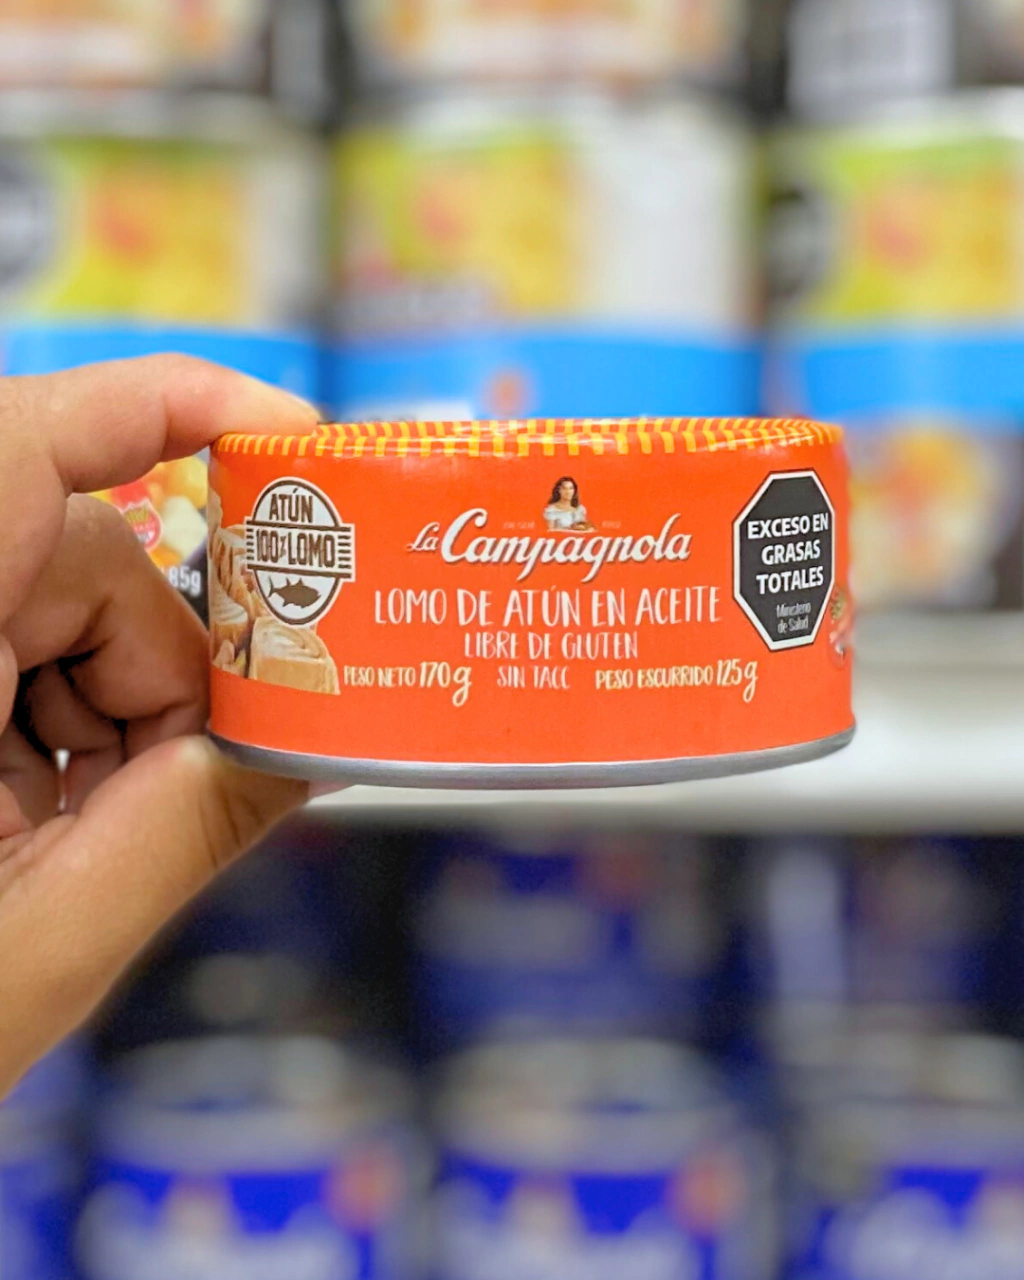 ATÚN
100% LOMO
La Campagnola
LOMO DE ATÚN EN ACEITE
LIBRE DE GLUTEN
PESO NETO 170g SIN TACC PESO ESCURRIDO 125g
EXCESO EN
GRASAS
TOTALES
Ministerio
de Salud
85g